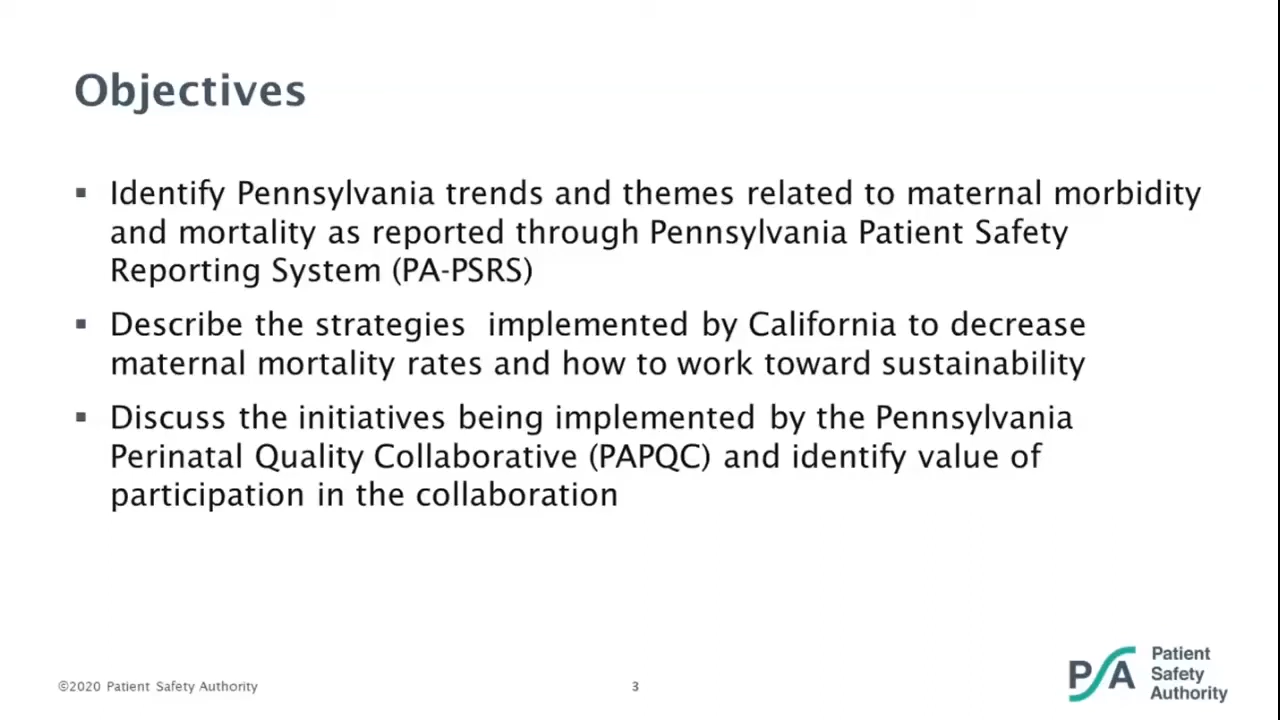 Objectives
▪ Identify Pennsylvania trends and themes related to maternal morbidity
and mortality as reported through Pennsylvania Patient Safety
Reporting System (PA-PSRS)
▪ Describe the strategies  implemented by California to decrease
maternal mortality rates and how to work toward sustainability
▪ Discuss the initiatives being implemented by the Pennsylvania
Perinatal Quality Collaborative (PAPQC) and identify value of
participation in the collaboration
©2020 Patient Safety Authority
3
PSA
Patient
Safety
Authority